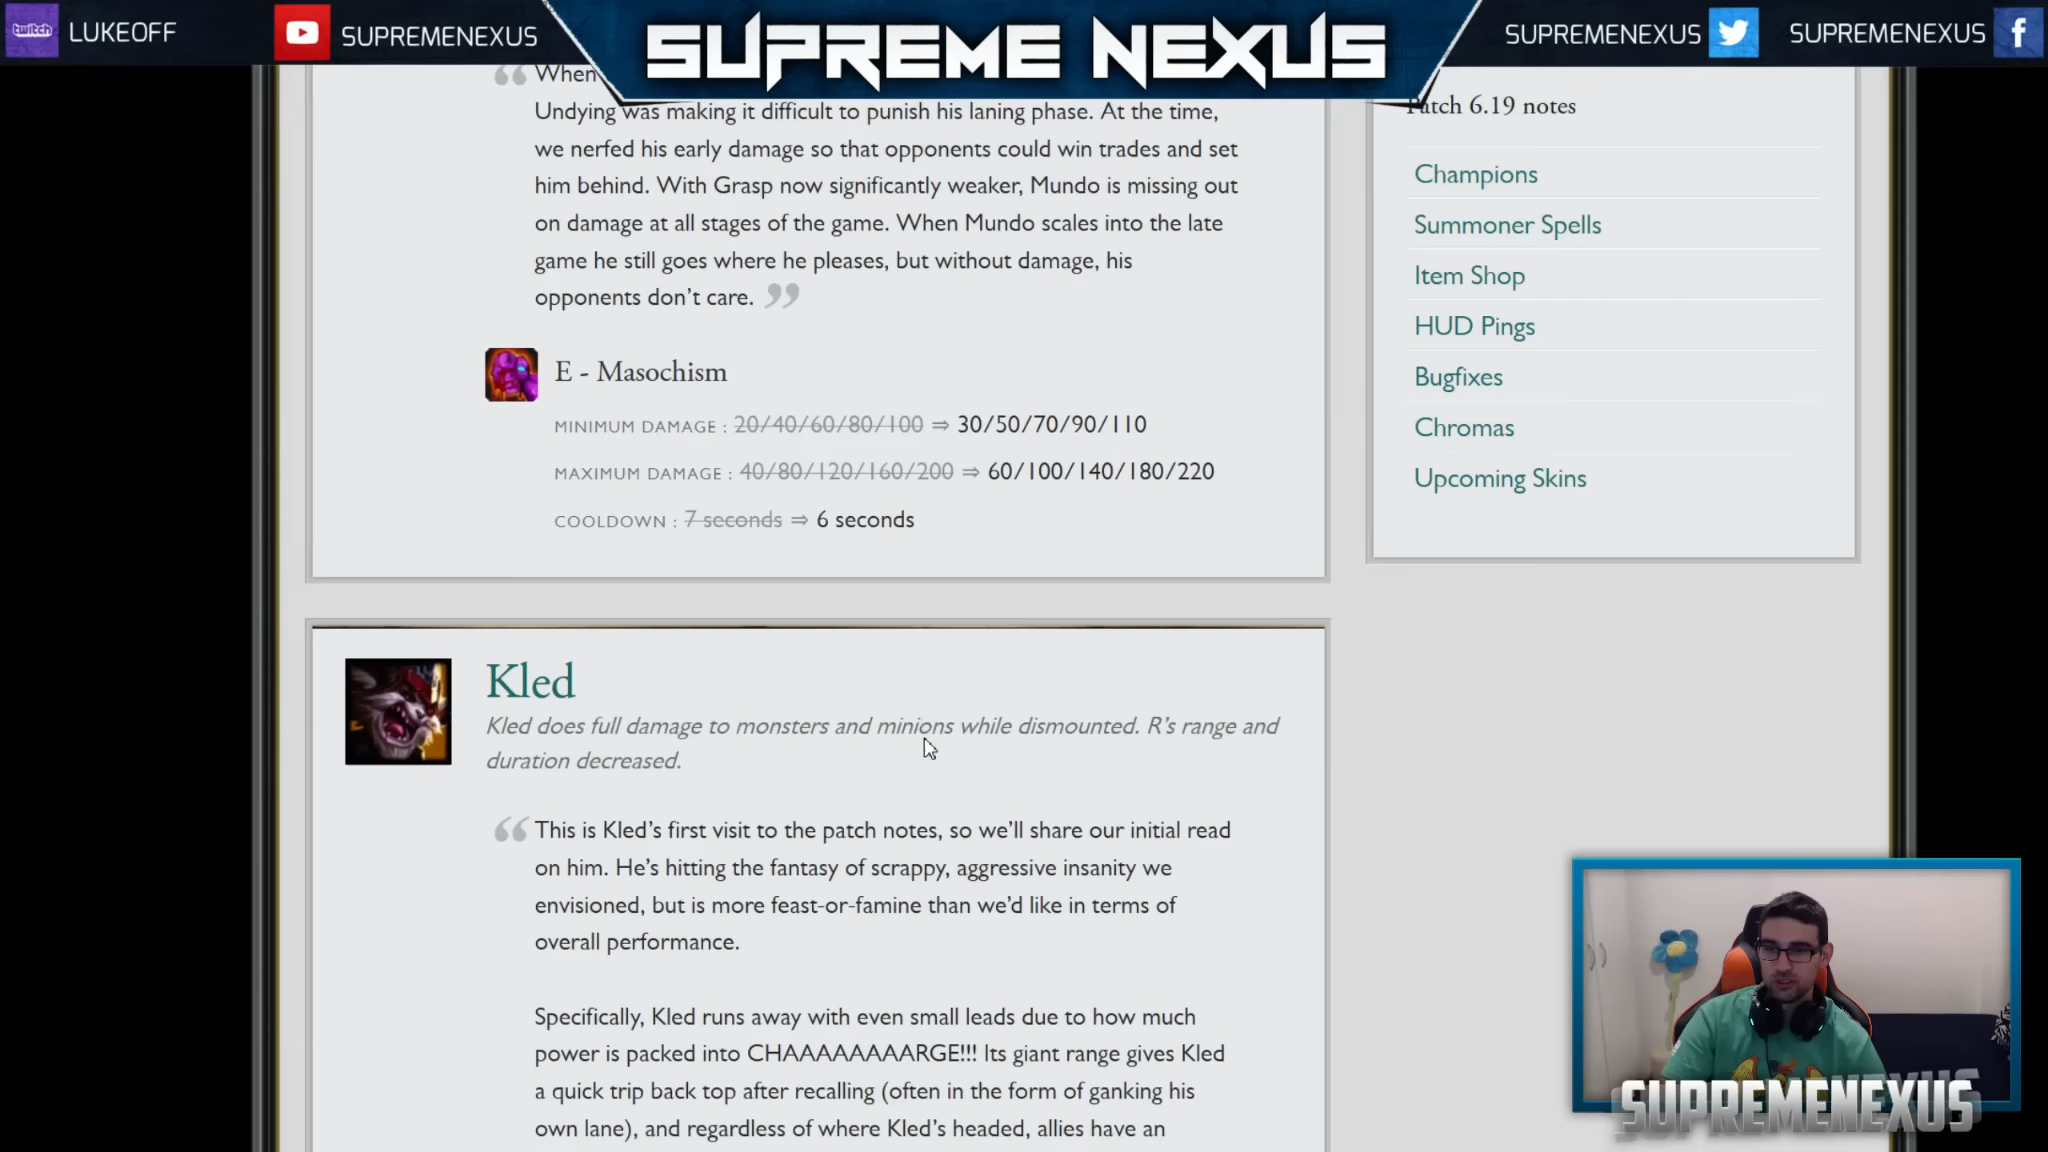 twitch LUKEOFF
SUPREMENEXUS
SUPREME NEXUS
SUPREMENEXUS
SUPREMENEXUS
“ When
Undying was making it difficult to punish his laning phase. At the time,
we nerfed his early damage so that opponents could win trades and set
him behind. With Grasp now significantly weaker, Mundo is missing out
on damage at all stages of the game. When Mundo scales into the late
game he still goes where he pleases, but without damage, his
opponents don’t care. ”
E - Masochism
MINIMUM DAMAGE : 20/40/60/80/100 ⇒ 30/50/70/90/110
MAXIMUM DAMAGE : 40/80/120/160/200 ⇒ 60/100/140/180/220
COOLDOWN : 7 seconds ⇒ 6 seconds
Kled
Kled does full damage to monsters and minions while dismounted. R’s range and
duration decreased.
“ This is Kled’s first visit to the patch notes, so we’ll share our initial read
on him. He’s hitting the fantasy of scrappy, aggressive insanity we
envisioned, but is more feast-or-famine than we’d like in terms of
overall performance.
Specifically, Kled runs away with even small leads due to how much
power is packed into CHAAAAAAAARGE!!! Its giant range gives Kled
a quick trip back top after recalling (often in the form of ganking his
own lane), and regardless of where Kled’s headed, allies have an
Patch 6.19 notes
Champions
Summoner Spells
Item Shop
HUD Pings
Bugfixes
Chromas
Upcoming Skins
SUPREMENEXUS